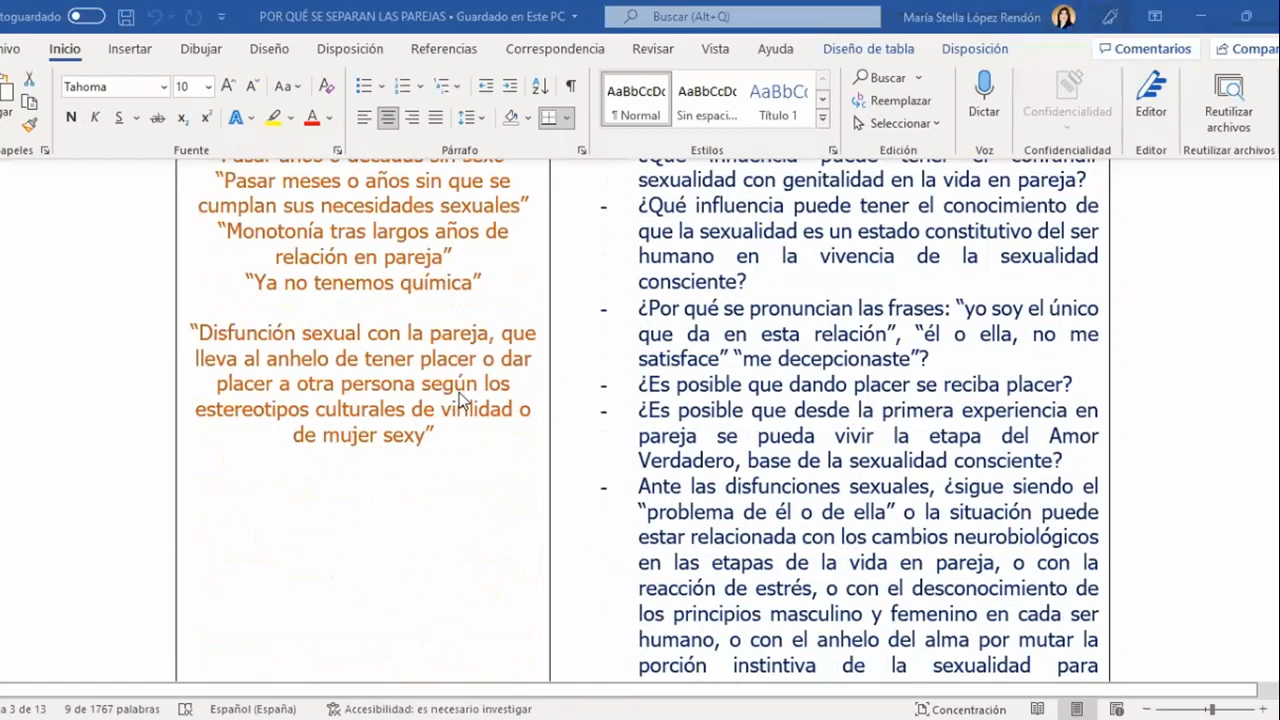 toguardado
POR QUÉ SE SEPARAN LAS PAREJAS • Guardado en Este PC
Buscar (Alt+Q)
María Stella López Rendón
Inicio
Insertar
Dibujar
Diseño
Disposición
Referencias
Correspondencia
Revisar
Vista
Ayuda
Diseño de tabla
Disposición
Comentarios
Compar
Tahoma
10
Aa
N K S ab x₂ x² A A
AaBbCcDc
¶ Normal
AaBbCcDc
Sin espaci...
AaBbCc
Título 1
Buscar
Reemplazar
Seleccionar
Dictar
Confidencialidad
Editor
Reutilizar
archivos
apeles
Fuente
Párrafo
Estilos
Edición
Voz
Confidencialidad
Editor
Reutilizar archivos
“Pasar meses o años sin que se
cumplan sus necesidades sexuales”
“Monotonía tras largos años de
relación en pareja”
“Ya no tenemos química”
“Disfunción sexual con la pareja, que
lleva al anhelo de tener placer o dar
placer a otra persona según los
estereotipos culturales de virilidad o
de mujer sexy”
¿Qué influencia puede tener el confundir
sexualidad con genitalidad en la vida en pareja?
- ¿Qué influencia puede tener el conocimiento de
que la sexualidad es un estado constitutivo del ser
humano en la vivencia de la sexualidad
consciente?
- ¿Por qué se pronuncian las frases: “yo soy el único
que da en esta relación”, “él o ella, no me
satisface” “me decepcionaste”?
- ¿Es posible que dando placer se reciba placer?
- ¿Es posible que desde la primera experiencia en
pareja se pueda vivir la etapa del Amor
Verdadero, base de la sexualidad consciente?
- Ante las disfunciones sexuales, ¿sigue siendo el
“problema de él o de ella” o la situación puede
estar relacionada con los cambios neurobiológicos
en las etapas de la vida en pareja, o con la
reacción de estrés, o con el desconocimiento de
los principios masculino y femenino en cada ser
humano, o con el anhelo del alma por mutar la
porción instintiva de la sexualidad para
a 3 de 13
9 de 1767 palabras
Español (España)
Accesibilidad: es necesario investigar
Concentración